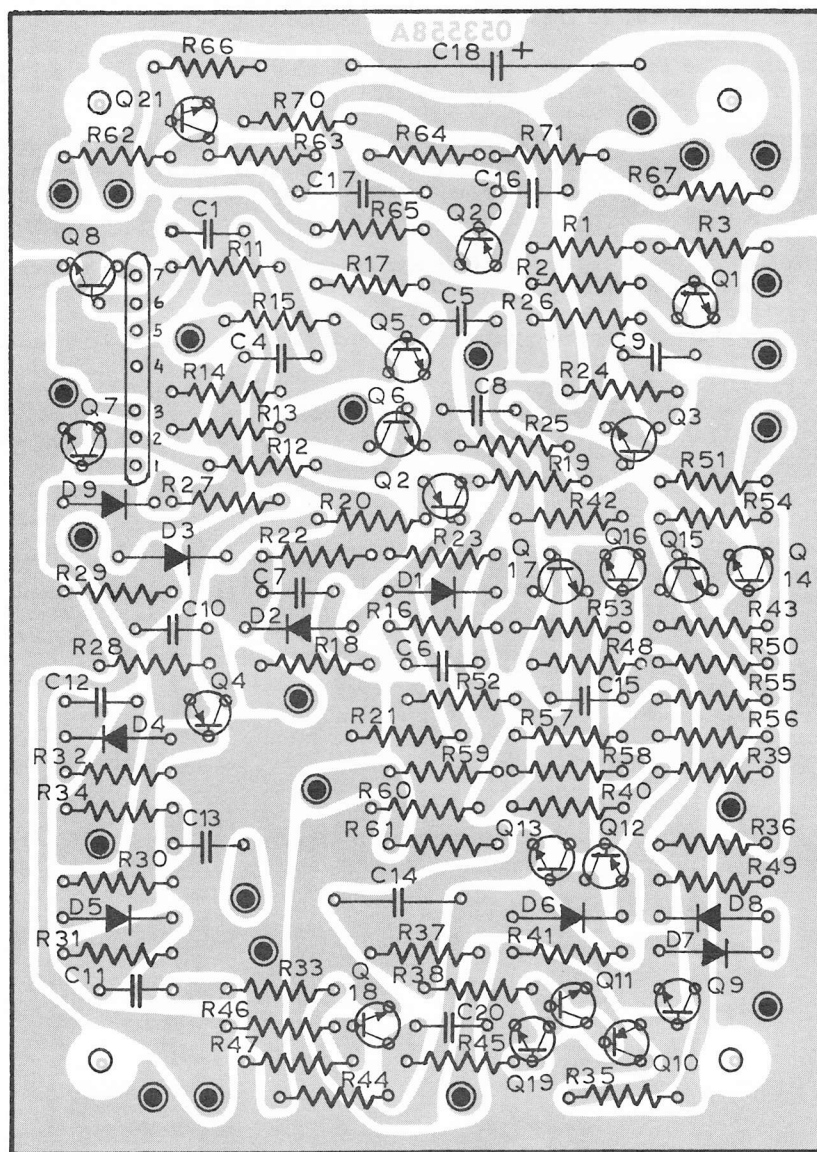 053558A
R66
C18 +
Q21
R70
R62
R63
R64
R71
C17
C16
R67
C1
R65
Q20
R1
R3
Q8
R11
7
R17
R2
Q1
6
R15
C5
R26
5
Q5
C4
C9
4
R14
R24
Q7
3
R13
Q6
C8
Q3
2
R12
R25
1
R19
R51
D9
R27
R20
Q2
R42
R54
D3
R22
R23
Q
17
Q16
Q15
Q
14
R29
C7
D1
C10
D2
R16
R53
R43
R28
R18
C6
R48
R50
C12
Q4
R52
C15
R55
D4
R21
R57
R56
R32
R59
R58
R39
R34
R60
R40
C13
R61
Q13
Q12
R36
R30
R49
C14
D5
D6
D8
R31
R37
R41
D7
C11
R33
Q
18
R38
Q11
Q9
R46
C20
R47
R45
Q19
Q10
R44
R35